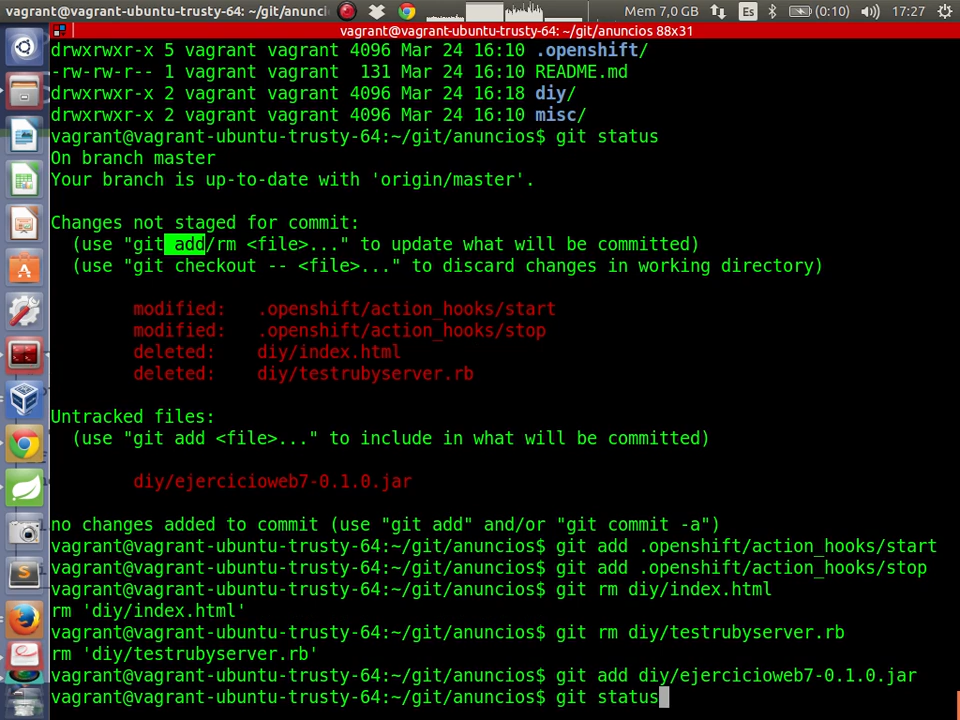 vagrant@vagrant-ubuntu-trusty-64: ~/git/anunci
Mem 7,0 GB
Es
(0:10)
17:27
vagrant@vagrant-ubuntu-trusty-64: ~/git/anuncios 88x31
drwxrwxr-x 5 vagrant vagrant 4096 Mar 24 16:10 .openshift/
-rw-rw-r-- 1 vagrant vagrant  131 Mar 24 16:10 README.md
drwxrwxr-x 2 vagrant vagrant 4096 Mar 24 16:18 diy/
drwxrwxr-x 2 vagrant vagrant 4096 Mar 24 16:10 misc/
vagrant@vagrant-ubuntu-trusty-64:~/git/anuncios$ git status
On branch master
Your branch is up-to-date with 'origin/master'.
Changes not staged for commit:
  (use "git add/rm <file>..." to update what will be committed)
  (use "git checkout -- <file>..." to discard changes in working directory)
        modified:   .openshift/action_hooks/start
        modified:   .openshift/action_hooks/stop
        deleted:    diy/index.html
        deleted:    diy/testrubyserver.rb
Untracked files:
  (use "git add <file>..." to include in what will be committed)
        diy/ejercicioweb7-0.1.0.jar
no changes added to commit (use "git add" and/or "git commit -a")
vagrant@vagrant-ubuntu-trusty-64:~/git/anuncios$ git add .openshift/action_hooks/start
vagrant@vagrant-ubuntu-trusty-64:~/git/anuncios$ git add .openshift/action_hooks/stop
vagrant@vagrant-ubuntu-trusty-64:~/git/anuncios$ git rm diy/index.html
rm 'diy/index.html'
vagrant@vagrant-ubuntu-trusty-64:~/git/anuncios$ git rm diy/testrubyserver.rb
rm 'diy/testrubyserver.rb'
vagrant@vagrant-ubuntu-trusty-64:~/git/anuncios$ git add diy/ejercicioweb7-0.1.0.jar
vagrant@vagrant-ubuntu-trusty-64:~/git/anuncios$ git status